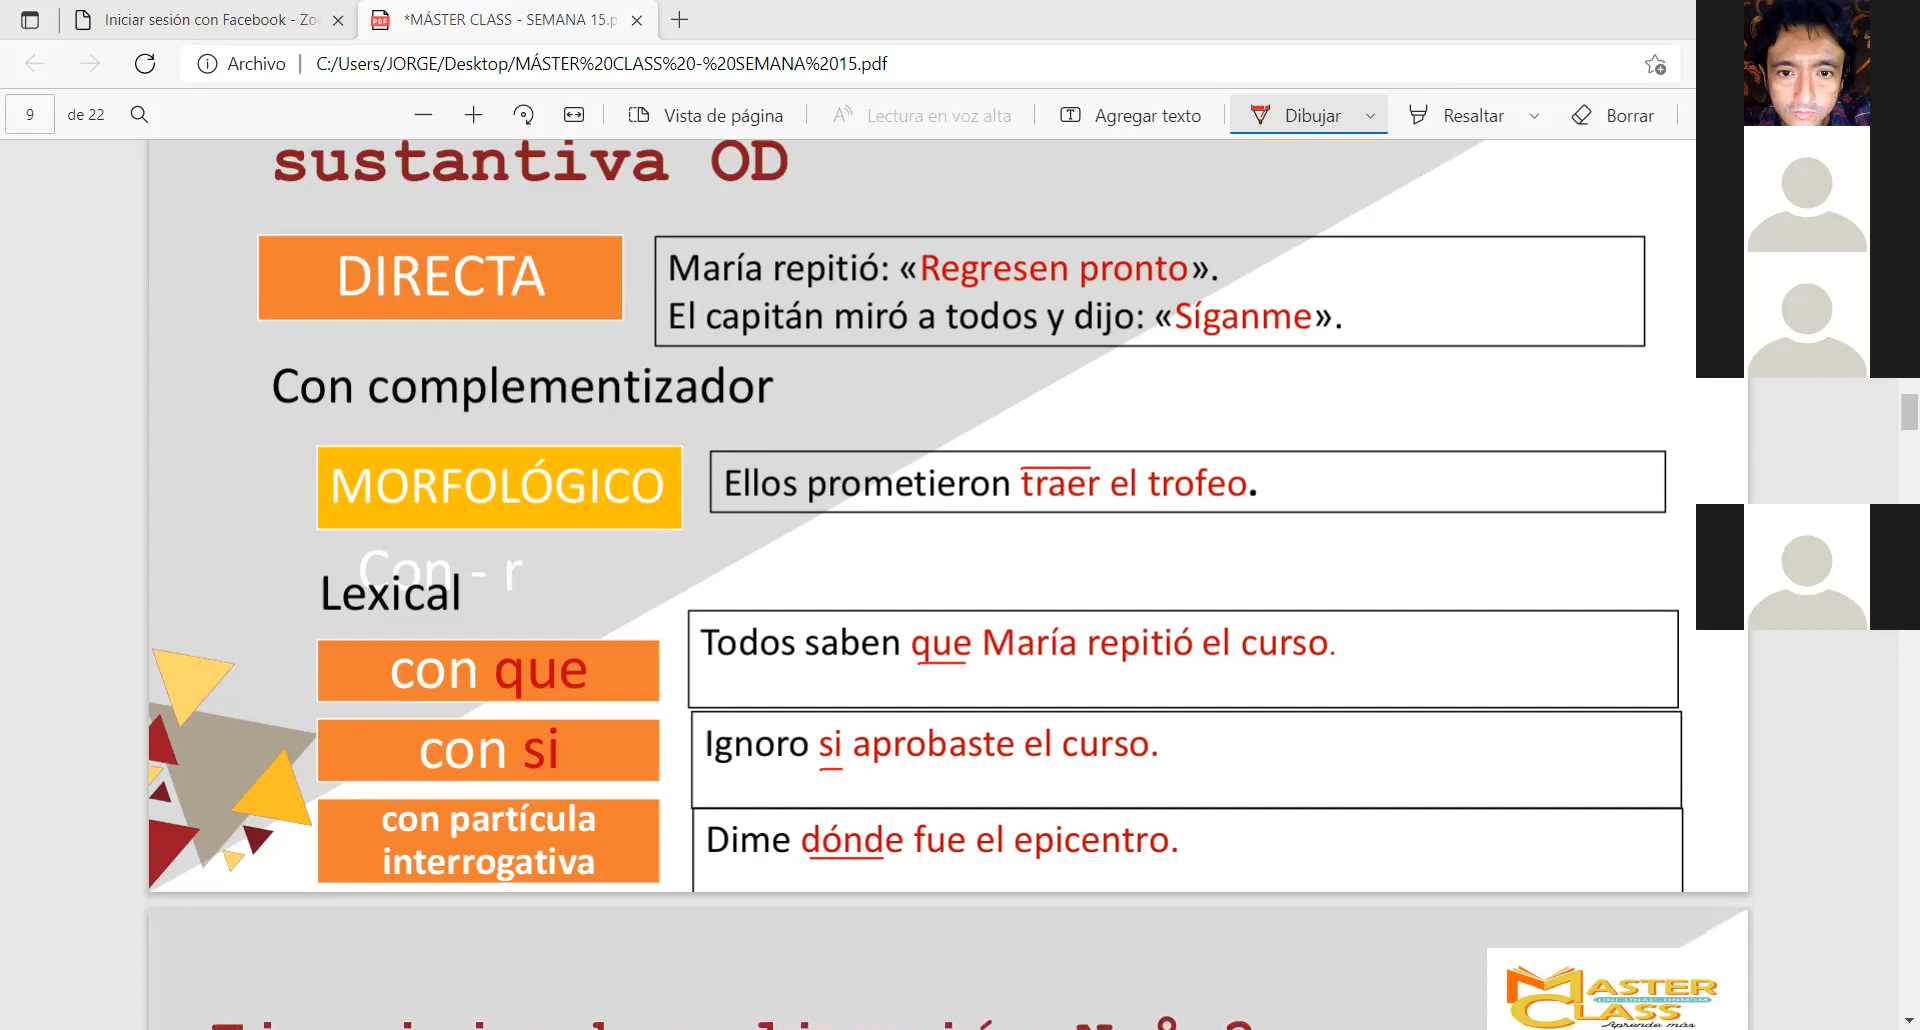 Iniciar sesión con Facebook - Zo
*MÁSTER CLASS - SEMANA 15.p
Archivo | C:/Users/JORGE/Desktop/MÁSTER%20CLASS%20-%20SEMANA%2015.pdf
9 de 22
Vista de página
Lectura en voz alta
Agregar texto
Dibujar
Resaltar
Borrar
sustantiva OD
DIRECTA
María repitió: «Regresen pronto».
El capitán miró a todos y dijo: «Síganme».
Con complementizador
MORFOLÓGICO
Ellos prometieron traer el trofeo.
Con - r
Lexical
con que
Todos saben que María repitió el curso.
con si
Ignoro si aprobaste el curso.
con partícula
interrogativa
Dime dónde fue el epicentro.
MASTER
CLASS
Aprende más